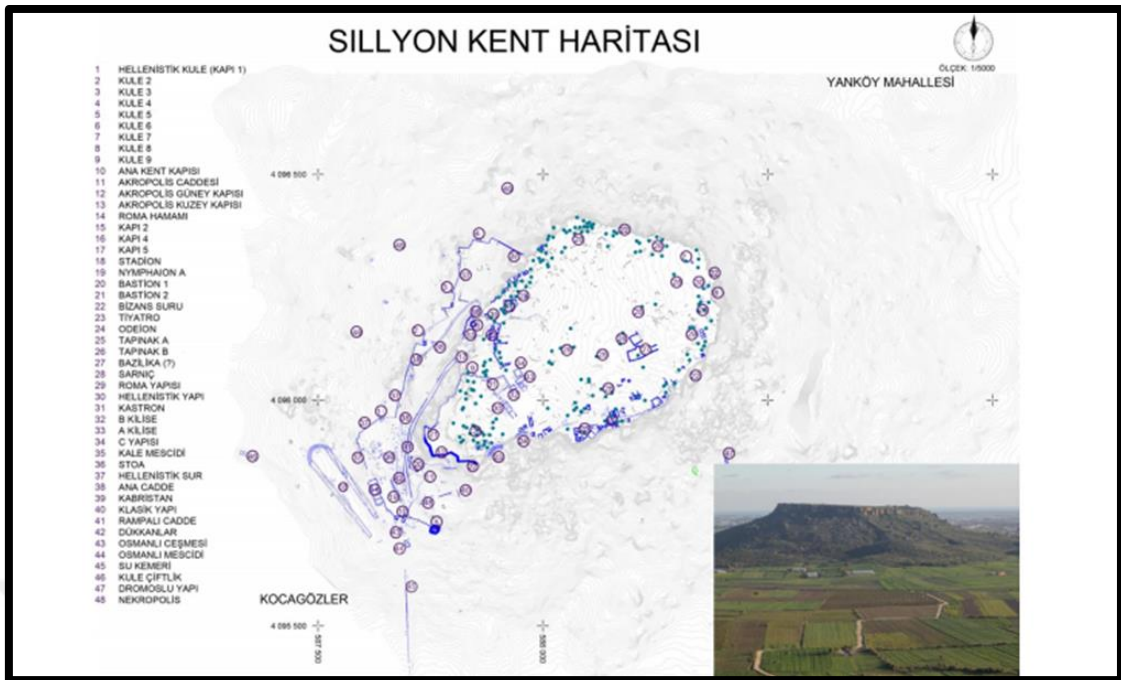 SILLYON KENT HARİTASI
ÖLÇEK: 1/5000
YANKÖY MAHALLESİ
1 HELLENİSTİK KULE (KAPI 1)
2 KULE 2
3 KULE 3
4 KULE 4
5 KULE 5
6 KULE 6
7 KULE 7
8 KULE 8
9 KULE 9
10 ANA KENT KAPISI
11 AKROPOLİS CADDESİ
12 AKROPOLİS GÜNEY KAPISI
13 AKROPOLİS KUZEY KAPISI
14 ROMA HAMAMI
15 KAPI 2
16 KAPI 4
17 KAPI 5
18 STADİON
19 NYMPHAION A
20 BASTİON 1
21 BASTİON 2
22 BİZANS SURU
23 TİYATRO
24 ODEİON
25 TAPINAK A
26 TAPINAK B
27 BAZİLİKA (?)
28 SARNIÇ
29 ROMA YAPISI
30 HELLENİSTİK YAPI
31 KASTRON
32 B KİLİSE
33 A KİLİSE
34 C YAPISI
35 KALE MESCİDİ
36 STOA
37 HELLENİSTİK SUR
38 ANA CADDE
39 KABRİSTAN
40 KLASİK YAPI
41 RAMPALI CADDE
42 DÜKKANLAR
43 OSMANLI ÇEŞMESİ
44 OSMANLI MESCİDİ
45 SU KEMERİ
46 KULE ÇİFTLİK
47 DROMOSLU YAPI
48 NEKROPOLİS
4 096 500
4 096 000
KOCAGÖZLER
4 095 500
587 500
588 000